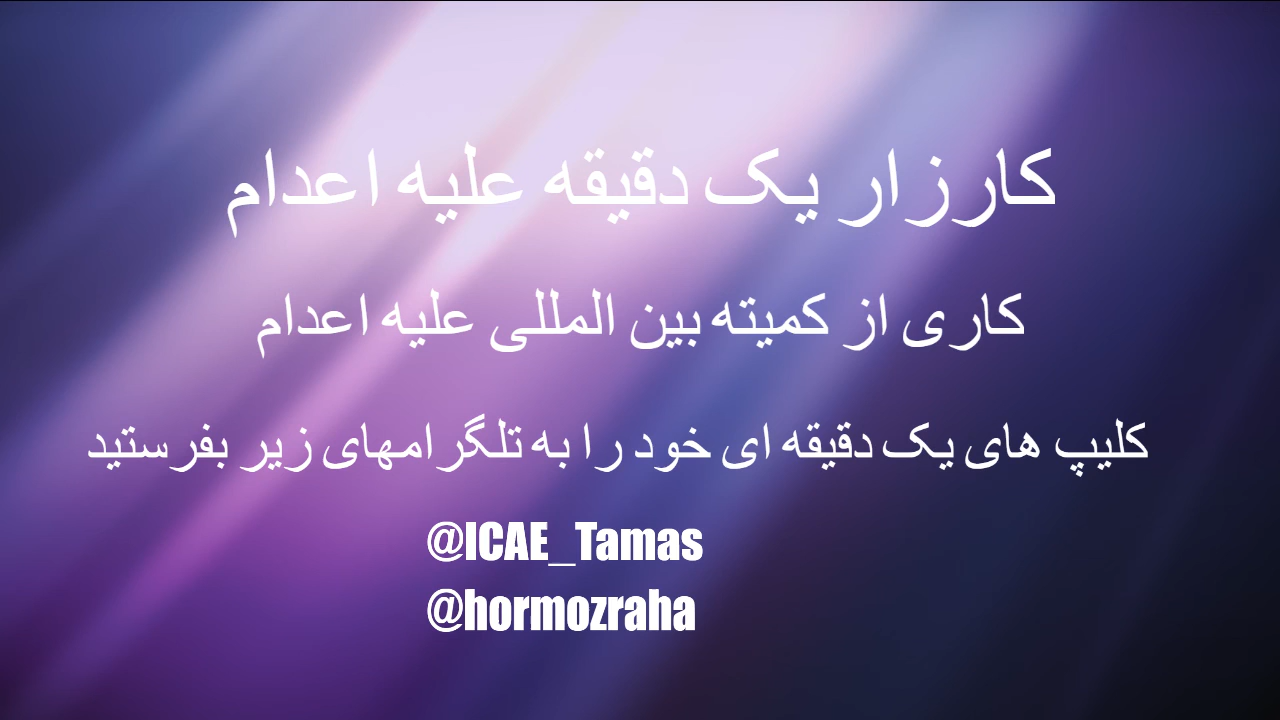 کارزار یک دقیقه علیه اعدام
کاری از کمیته بین المللی علیه اعدام
کلیپ های یک دقیقه ای خود را به تلگرامهای زیر بفرستید
@ICAE_Tamas
@hormozraha